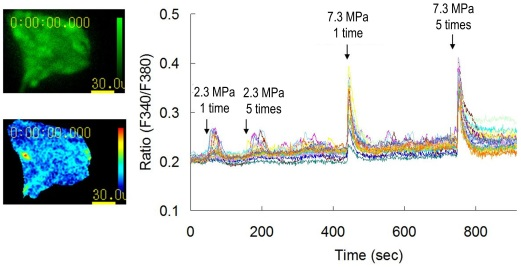 0:00:00.000
30.0u
0:00:00.000
30.0u
Ratio (F340/F380)
0.5
0.4
0.3
0.2
0.1
7.3 MPa
1 time
7.3 MPa
5 times
2.3 MPa
1 time
2.3 MPa
5 times
0
200
400
600
800
Time (sec)